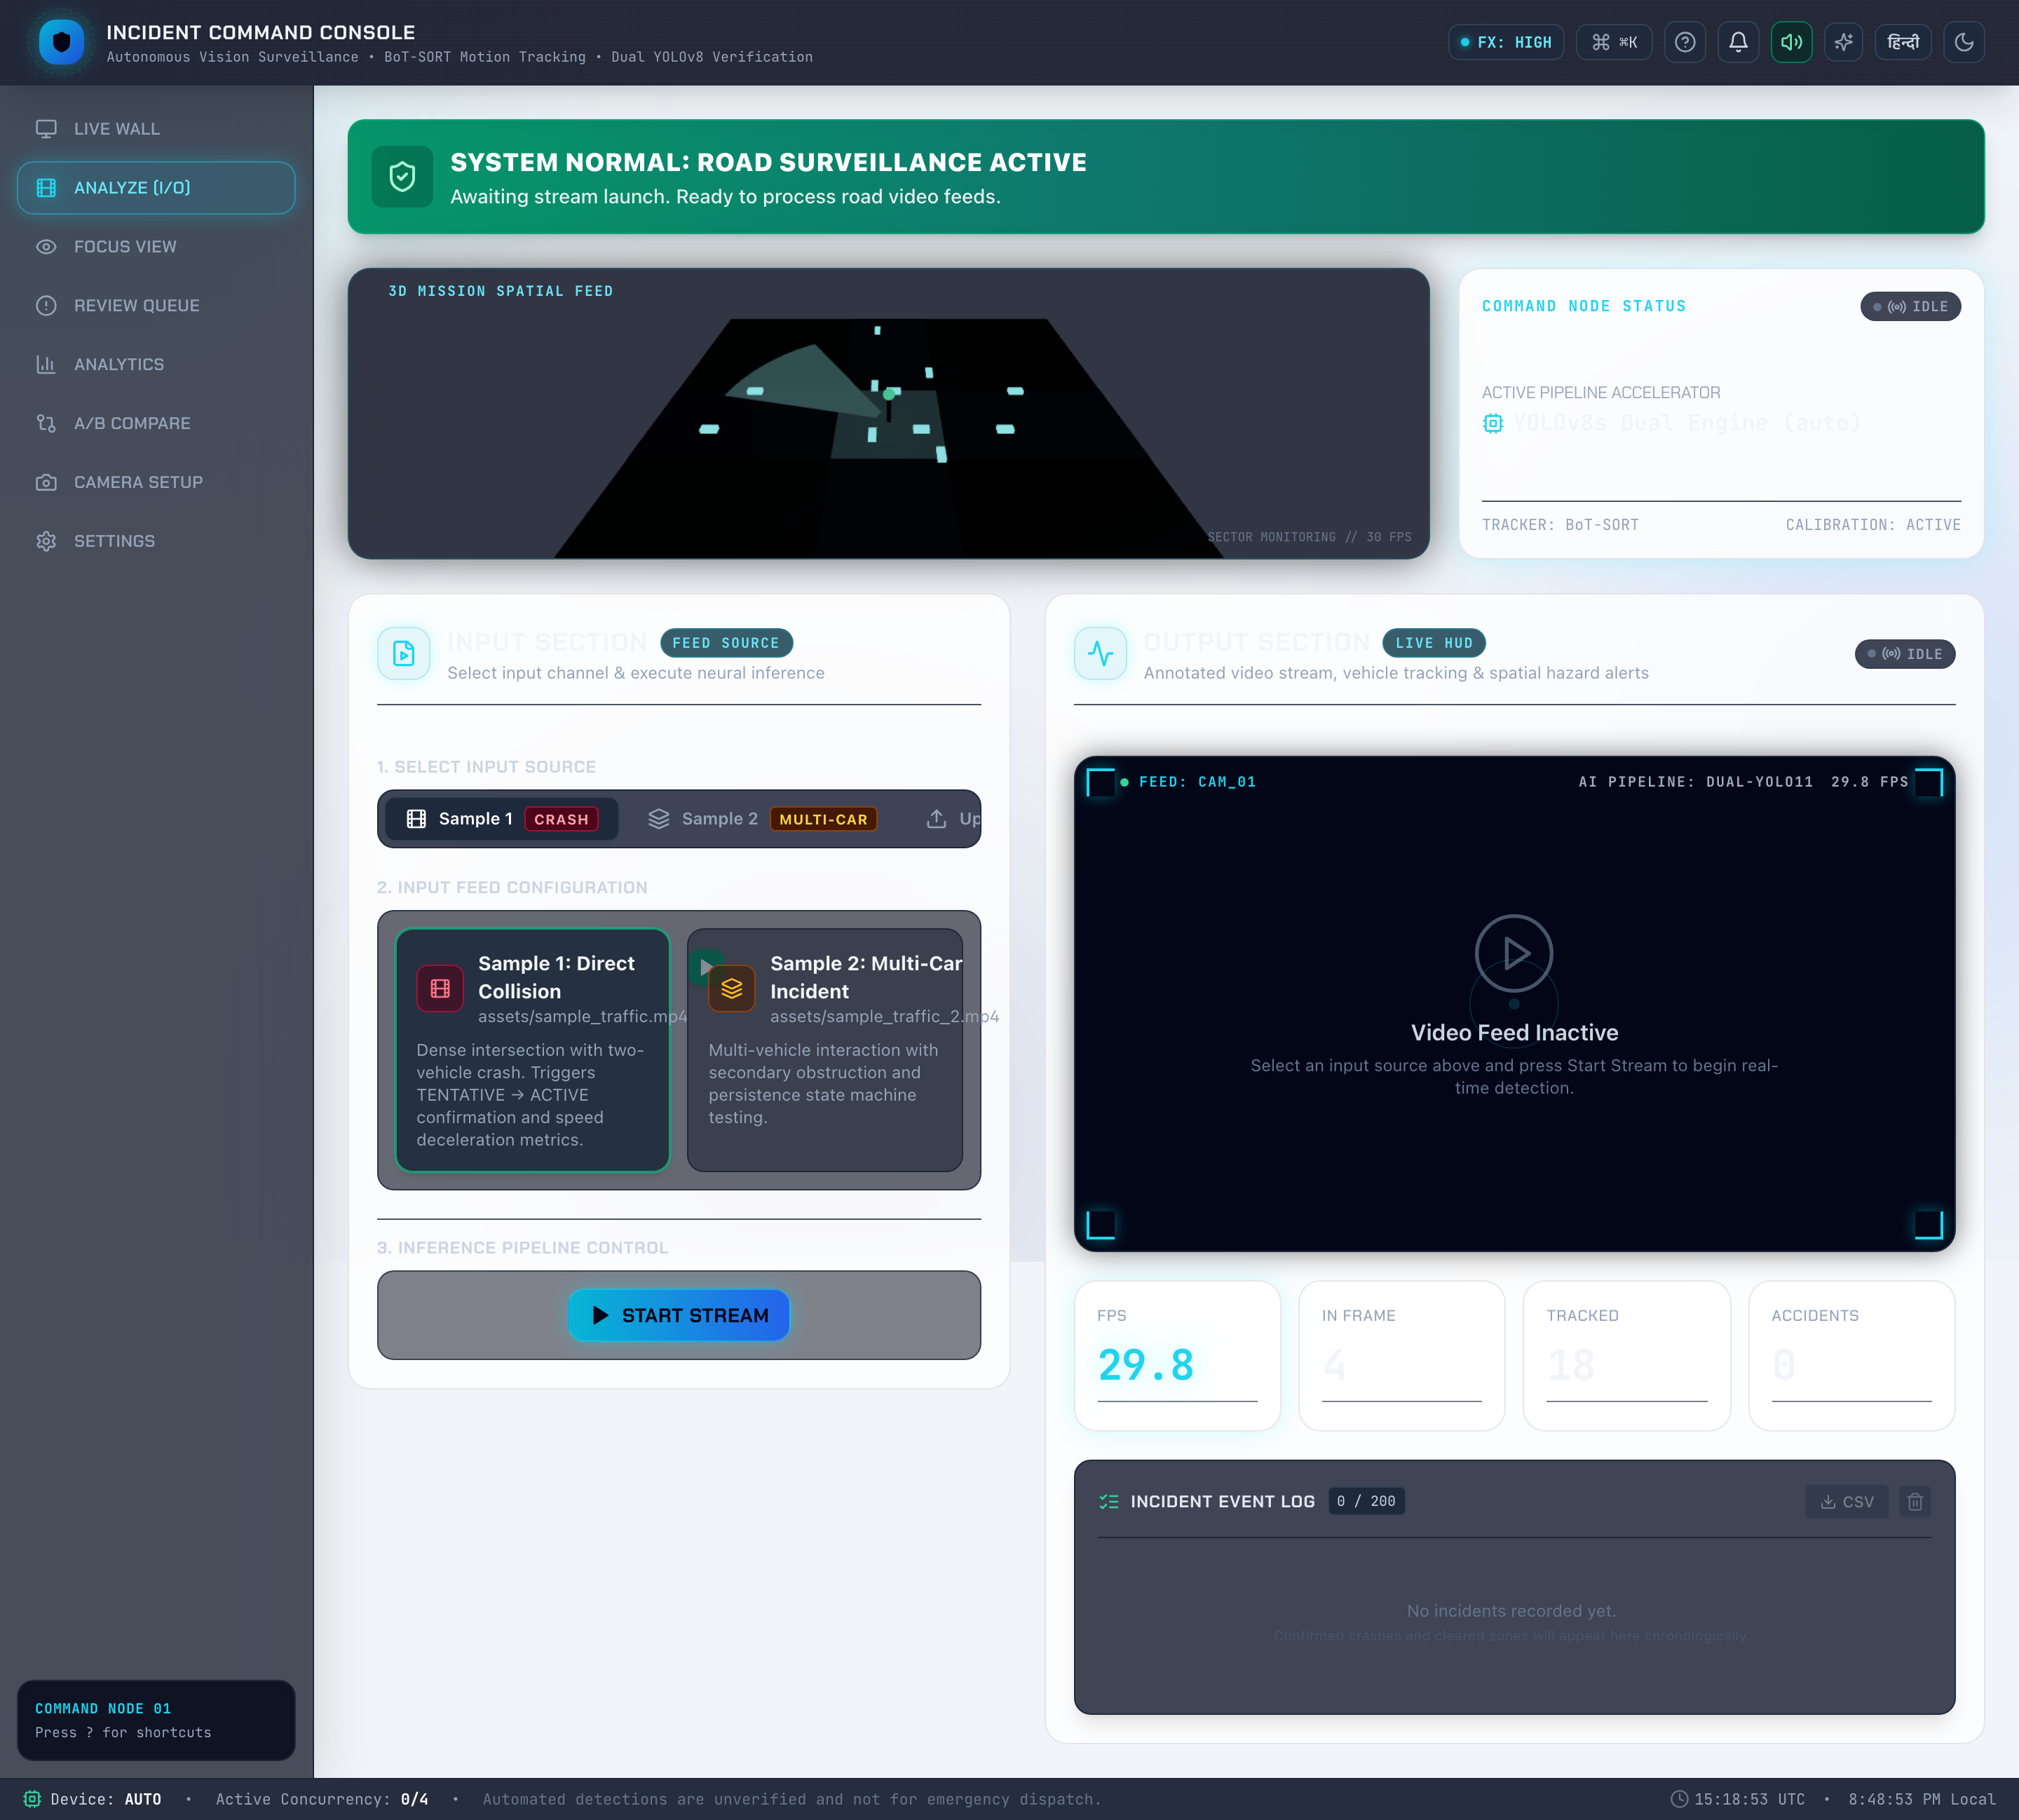 INCIDENT COMMAND CONSOLE
Autonomous Vision Surveillance • BoT-SORT Motion Tracking • Dual YOLOv8 Verification
FX: HIGH
⌘K
हिन्दी
LIVE WALL
ANALYZE (I/O)
FOCUS VIEW
REVIEW QUEUE
ANALYTICS
A/B COMPARE
CAMERA SETUP
SETTINGS
COMMAND NODE 01
Press ? for shortcuts
SYSTEM NORMAL: ROAD SURVEILLANCE ACTIVE
Awaiting stream launch. Ready to process road video feeds.
3D MISSION SPATIAL FEED
SECTOR MONITORING // 30 FPS
COMMAND NODE STATUS
IDLE
ACTIVE PIPELINE ACCELERATOR
YOLOv8s Dual Engine (auto)
TRACKER: BoT-SORT
CALIBRATION: ACTIVE
INPUT SECTION
FEED SOURCE
Select input channel & execute neural inference
1. SELECT INPUT SOURCE
Sample 1 CRASH
Sample 2 MULTI-CAR
Up
2. INPUT FEED CONFIGURATION
Sample 1: Direct
Collision
assets/sample_traffic.mp4
Dense intersection with two-
vehicle crash. Triggers
TENTATIVE → ACTIVE
confirmation and speed
deceleration metrics.
Sample 2: Multi-Car
Incident
assets/sample_traffic_2.mp4
Multi-vehicle interaction with
secondary obstruction and
persistence state machine
testing.
3. INFERENCE PIPELINE CONTROL
START STREAM
OUTPUT SECTION
LIVE HUD
Annotated video stream, vehicle tracking & spatial hazard alerts
IDLE
FEED: CAM_01
AI PIPELINE: DUAL-YOLO11 29.8 FPS
Video Feed Inactive
Select an input source above and press Start Stream to begin real-
time detection.
FPS
29.8
IN FRAME
4
TRACKED
18
ACCIDENTS
0
INCIDENT EVENT LOG
0 / 200
CSV
No incidents recorded yet.
Confirmed crashes and cleared zones will appear here chronologically.
Device: AUTO • Active Concurrency: 0/4 • Automated detections are unverified and not for emergency dispatch.
15:18:53 UTC • 8:48:53 PM Local